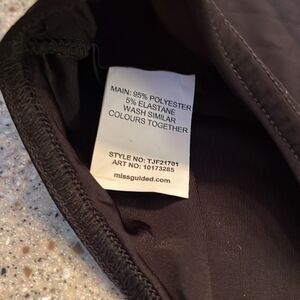 MAIN: 95% POLYESTER
5% ELASTANE
WASH SIMILAR
COLOURS TOGETHER
STYLE NO: TJF21701
ART NO: 10173285
missguided.com